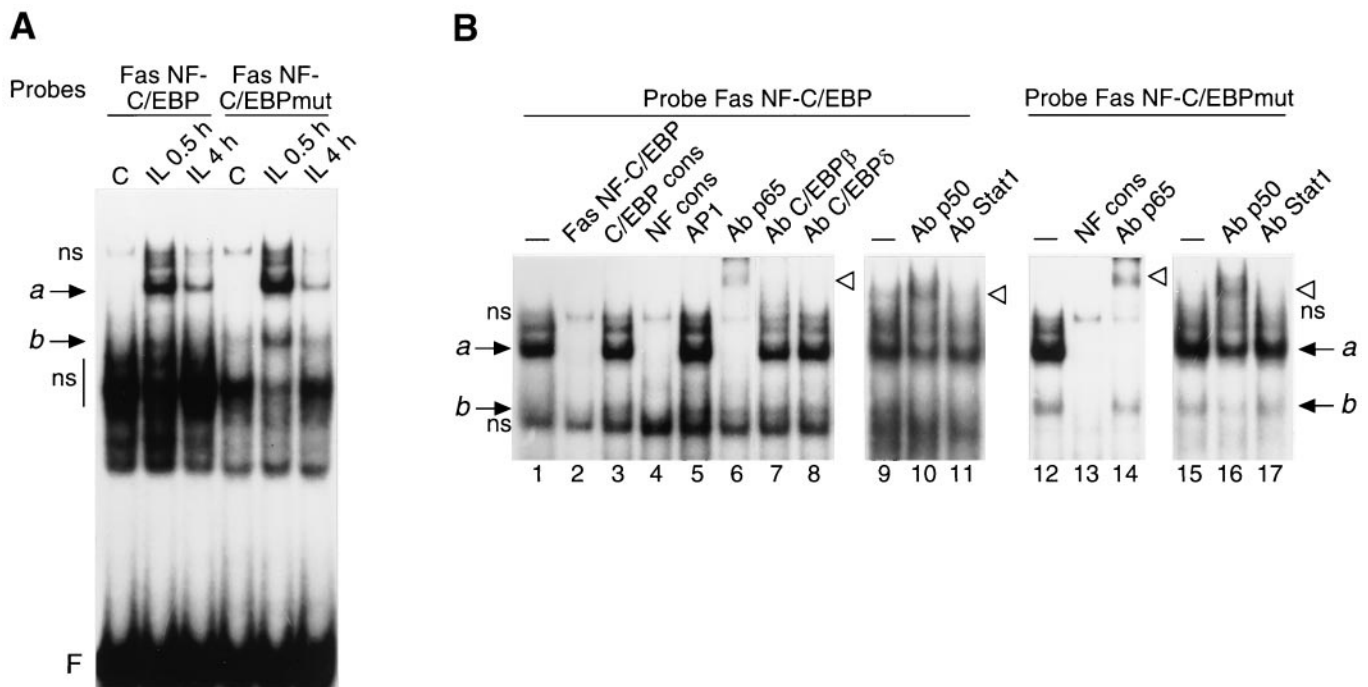 A
Probes
Fas NF-C/EBP
Fas NF-C/EBPmut
C
IL 0.5 h
IL 4 h
C
IL 0.5 h
IL 4 h
ns
a
b
ns
F
B
Probe Fas NF-C/EBP
—
Fas NF-C/EBP
C/EBP cons
NF cons
AP1
Ab p65
Ab C/EBPβ
Ab C/EBPδ
—
Ab p50
Ab Stat1
ns
a
b
ns
1 2 3 4 5 6 7 8 9 10 11
Probe Fas NF-C/EBPmut
—
NF cons
Ab p65
—
Ab p50
Ab Stat1
ns
a
b
12 13 14 15 16 17